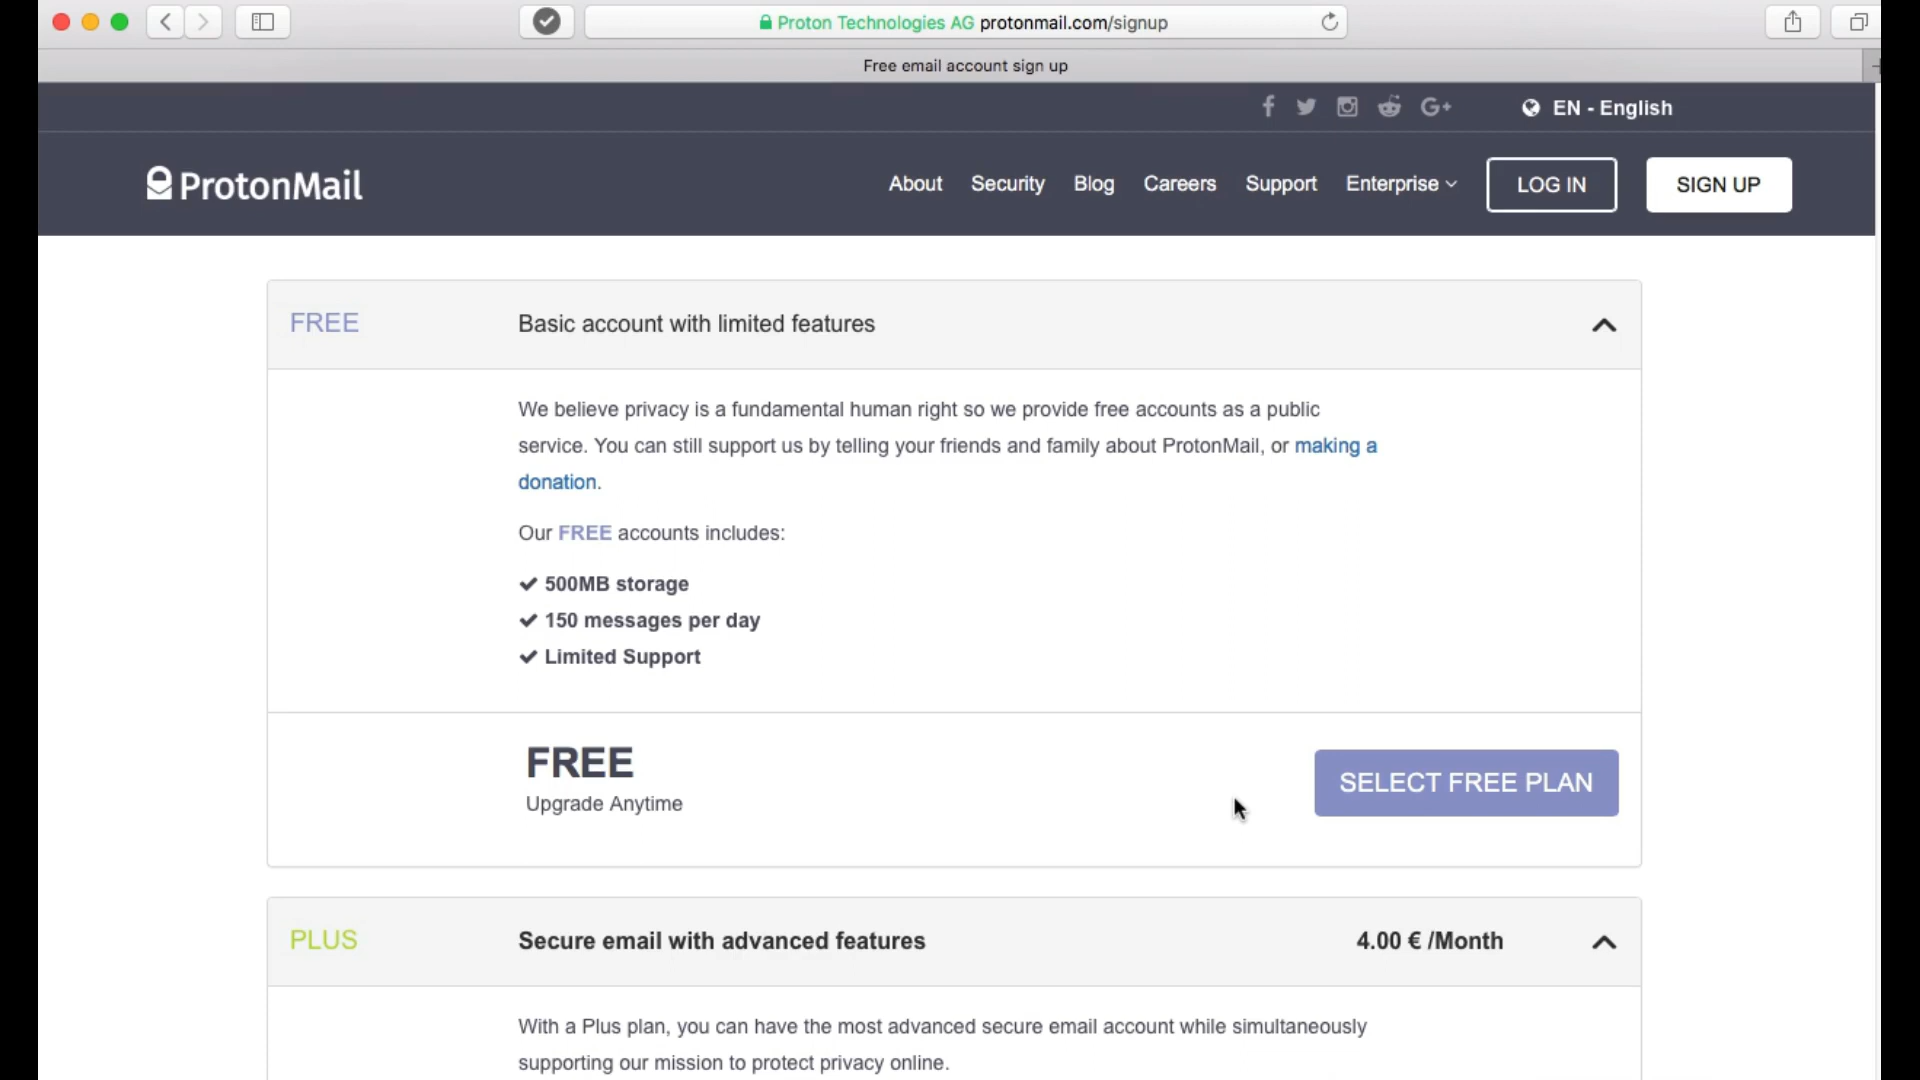 Proton Technologies AG protonmail.com/signup
Free email account sign up
EN - English
ProtonMail
About Security Blog Careers Support Enterprise LOG IN SIGN UP
FREE Basic account with limited features
We believe privacy is a fundamental human right so we provide free accounts as a public
service. You can still support us by telling your friends and family about ProtonMail, or making a
donation.
Our FREE accounts includes:
500MB storage
150 messages per day
Limited Support
FREE
Upgrade Anytime
SELECT FREE PLAN
PLUS Secure email with advanced features 4.00 € /Month
With a Plus plan, you can have the most advanced secure email account while simultaneously
supporting our mission to protect privacy online.